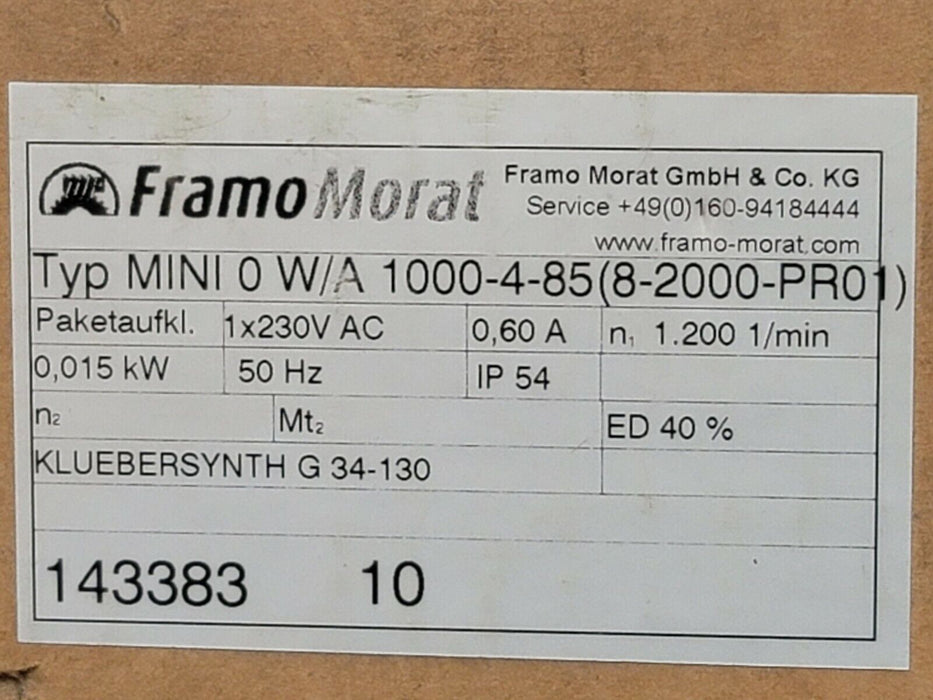 Framo Morat
Framo Morat GmbH & Co. KG
Service +49(0)160-94184444
www.framo-morat.com
Typ MINI 0 W/A 1000-4-85(8-2000-PR01)
Paketaufkl. 1x230V AC 0,60 A n₁ 1.200 1/min
0,015 kW 50 Hz IP 54
n₂ Mt₂ ED 40 %
KLUEBERSYNTH G 34-130
143383 10